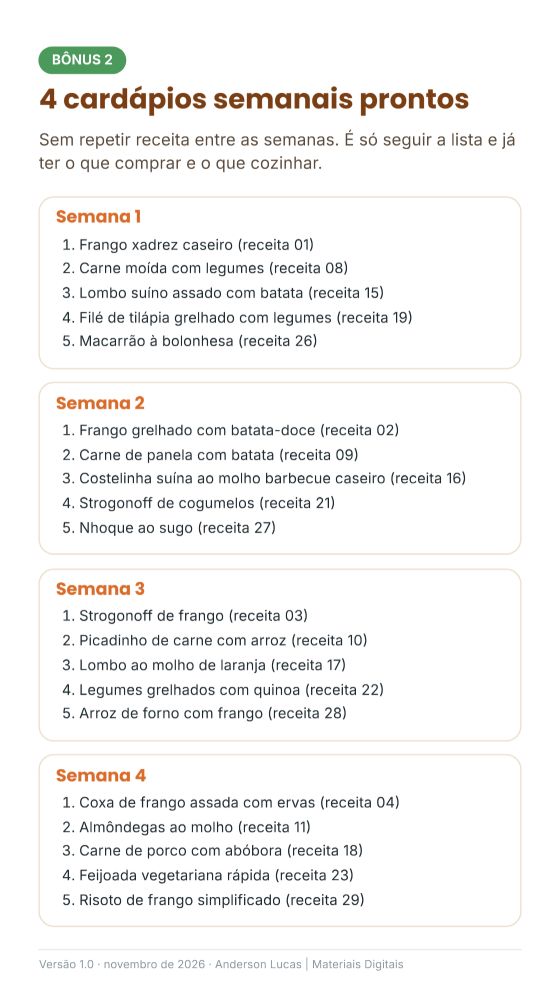 BÔNUS 2
4 cardápios semanais prontos
Sem repetir receita entre as semanas. É só seguir a lista e já
ter o que comprar e o que cozinhar.
Semana 1
1. Frango xadrez caseiro (receita 01)
2. Carne moída com legumes (receita 08)
3. Lombo suíno assado com batata (receita 15)
4. Filé de tilápia grelhado com legumes (receita 19)
5. Macarrão à bolonhesa (receita 26)
Semana 2
1. Frango grelhado com batata-doce (receita 02)
2. Carne de panela com batata (receita 09)
3. Costelinha suína ao molho barbecue caseiro (receita 16)
4. Strogonoff de cogumelos (receita 21)
5. Nhoque ao sugo (receita 27)
Semana 3
1. Strogonoff de frango (receita 03)
2. Picadinho de carne com arroz (receita 10)
3. Lombo ao molho de laranja (receita 17)
4. Legumes grelhados com quinoa (receita 22)
5. Arroz de forno com frango (receita 28)
Semana 4
1. Coxa de frango assada com ervas (receita 04)
2. Almôndegas ao molho (receita 11)
3. Carne de porco com abóbora (receita 18)
4. Feijoada vegetariana rápida (receita 23)
5. Risoto de frango simplificado (receita 29)
Versão 1.0 · novembro de 2026 · Anderson Lucas | Materiais Digitais